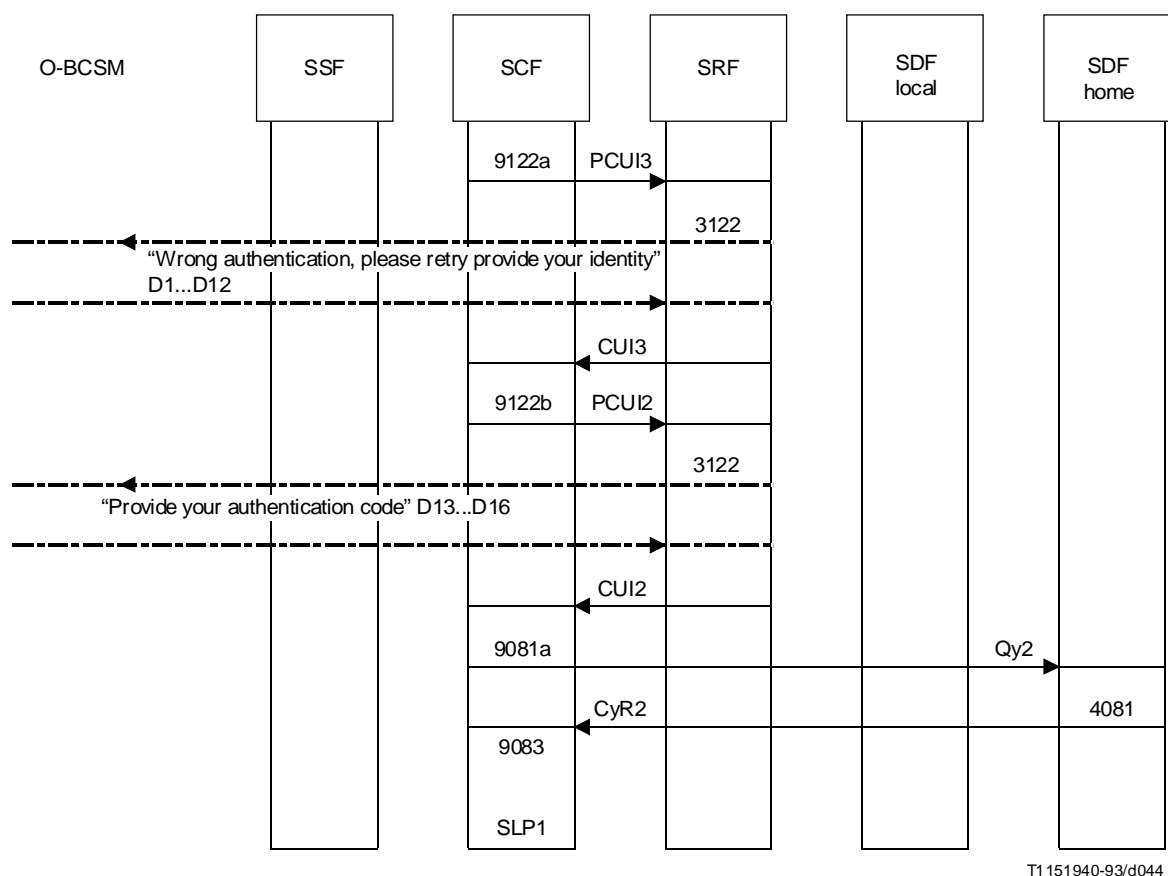 O-BCSM
SSF
SCF
SRF
SDF
local
SDF
home
9122a
PCUI3
3122
“Wrong authentication, please retry provide your identity”
D1...D12
CUI3
9122b
PCUI2
3122
“Provide your authentication code” D13...D16
CUI2
9081a
Qy2
CyR2
4081
9083
SLP1
T1151940-93/d044